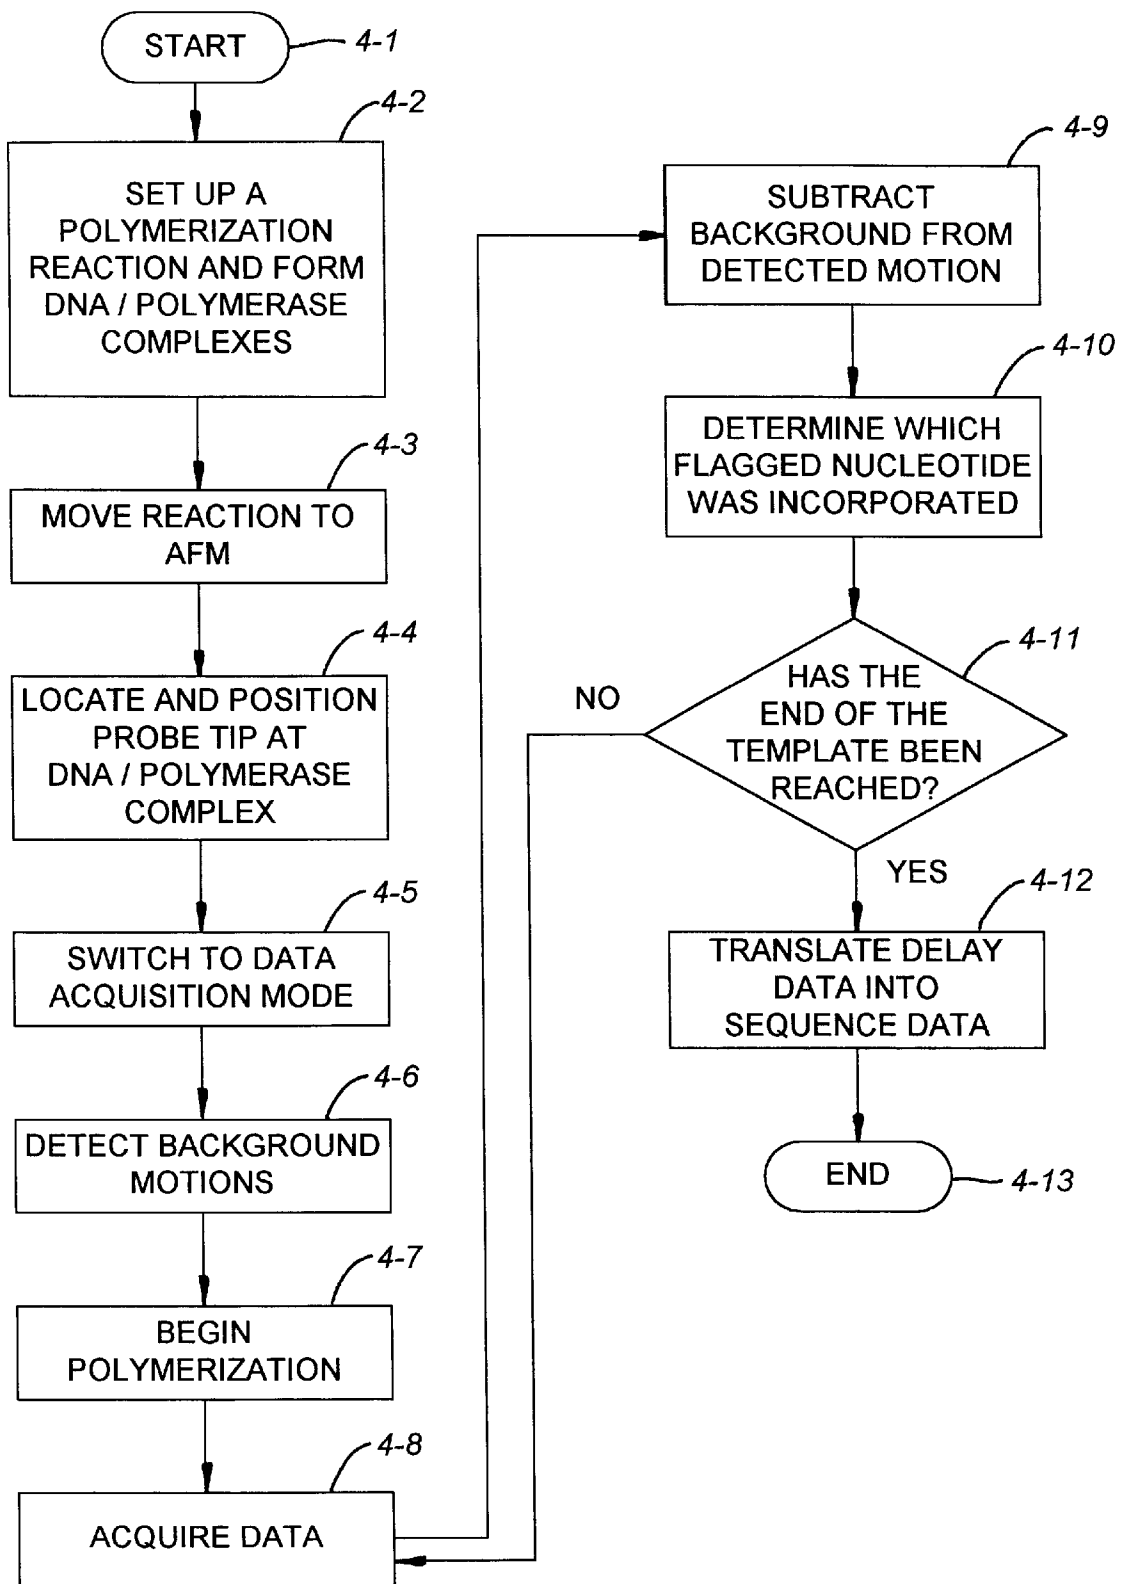 START
4-1
4-2
SET UP A
POLYMERIZATION
REACTION AND FORM
DNA / POLYMERASE
COMPLEXES
4-3
MOVE REACTION TO
AFM
4-4
LOCATE AND POSITION
PROBE TIP AT
DNA / POLYMERASE
COMPLEX
4-5
SWITCH TO DATA
ACQUISITION MODE
4-6
DETECT BACKGROUND
MOTIONS
4-7
BEGIN
POLYMERIZATION
4-8
ACQUIRE DATA
4-9
SUBTRACT
BACKGROUND FROM
DETECTED MOTION
4-10
DETERMINE WHICH
FLAGGED NUCLEOTIDE
WAS INCORPORATED
4-11
HAS THE
END OF THE
TEMPLATE BEEN
REACHED?
NO
YES
4-12
TRANSLATE DELAY
DATA INTO
SEQUENCE DATA
END
4-13